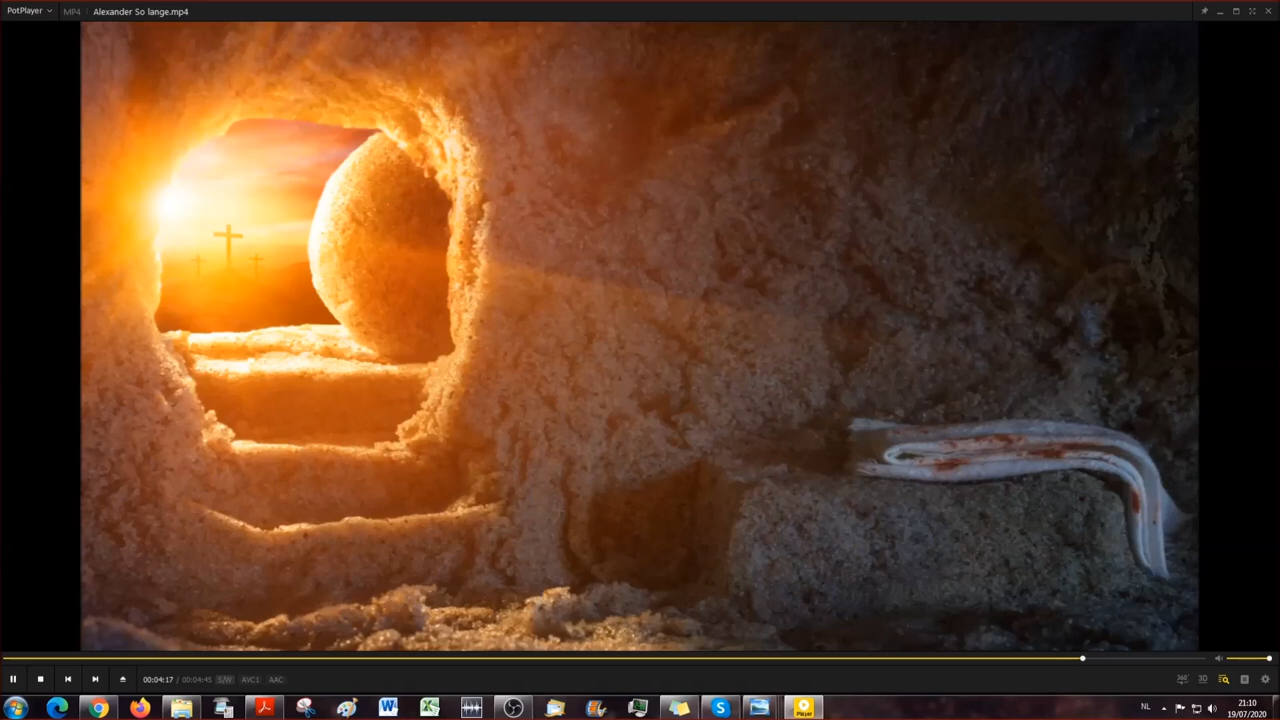 PotPlayer
MP4
Alexander So lange.mp4
00:04:17 / 00:04:45 S/W AVC1 AAC
360°
3D
NL
21:10
19/07/2020
Player